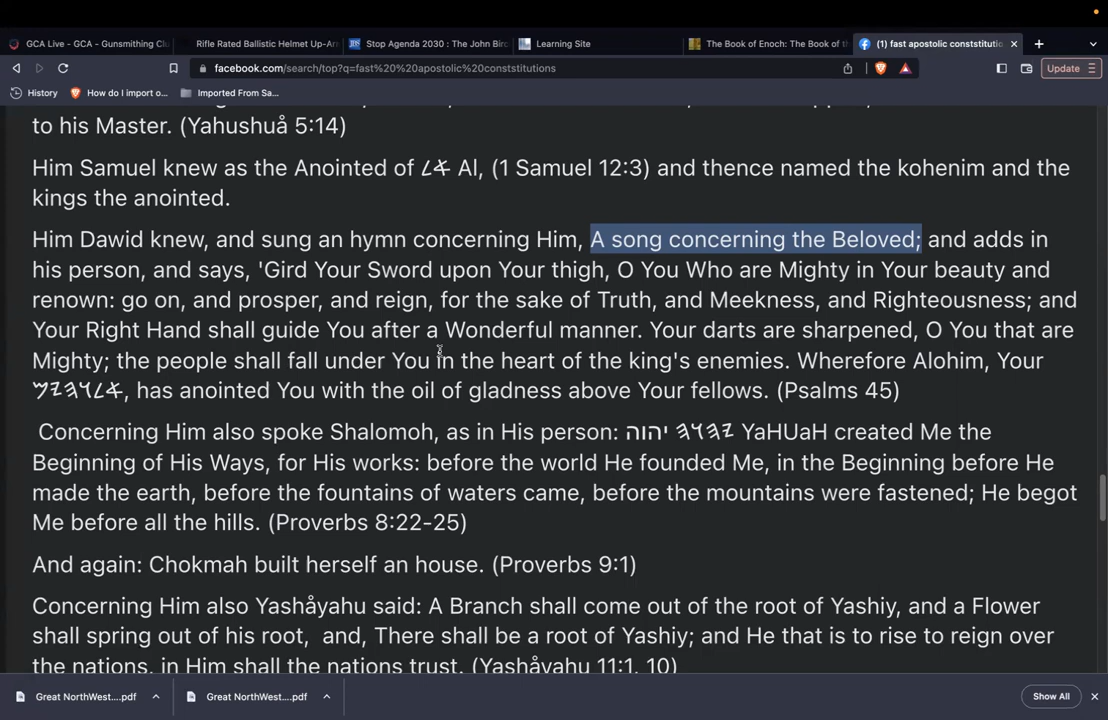 GCA Live - GCA - Gunsmithing Clu
Rifle Rated Ballistic Helmet Up-Arm
Stop Agenda 2030 : The John Birc
Learning Site
The Book of Enoch: The Book of th
(1) fast apostolic conststitutio
facebook.com/search/top?q=fast%20%20apostolic%20conststitutions
Update
History
How do I import o...
Imported From Sa...
to his Master. (Yahushuå 5:14)
Him Samuel knew as the Anointed of 𐤋𐤀 Al, (1 Samuel 12:3) and thence named the kohenim and the
kings the anointed.
Him Dawid knew, and sung an hymn concerning Him, A song concerning the Beloved; and adds in
his person, and says, 'Gird Your Sword upon Your thigh, O You Who are Mighty in Your beauty and
renown: go on, and prosper, and reign, for the sake of Truth, and Meekness, and Righteousness; and
Your Right Hand shall guide You after a Wonderful manner. Your darts are sharpened, O You that are
Mighty; the people shall fall under You in the heart of the king's enemies. Wherefore Alohim, Your
𐤀𐤋𐤅𐤄𐤉𐤌, has anointed You with the oil of gladness above Your fellows. (Psalms 45)
Concerning Him also spoke Shalomoh, as in His person: יהוה 𐤉𐤄𐤅𐤄 YaHUaH created Me the
Beginning of His Ways, for His works: before the world He founded Me, in the Beginning before He
made the earth, before the fountains of waters came, before the mountains were fastened; He begot
Me before all the hills. (Proverbs 8:22-25)
And again: Chokmah built herself an house. (Proverbs 9:1)
Concerning Him also Yashåyahu said: A Branch shall come out of the root of Yashiy, and a Flower
shall spring out of his root, and, There shall be a root of Yashiy; and He that is to rise to reign over
the nations, in Him shall the nations trust. (Yashåyahu 11:1, 10)
Great NorthWest....pdf
Great NorthWest....pdf
Show All